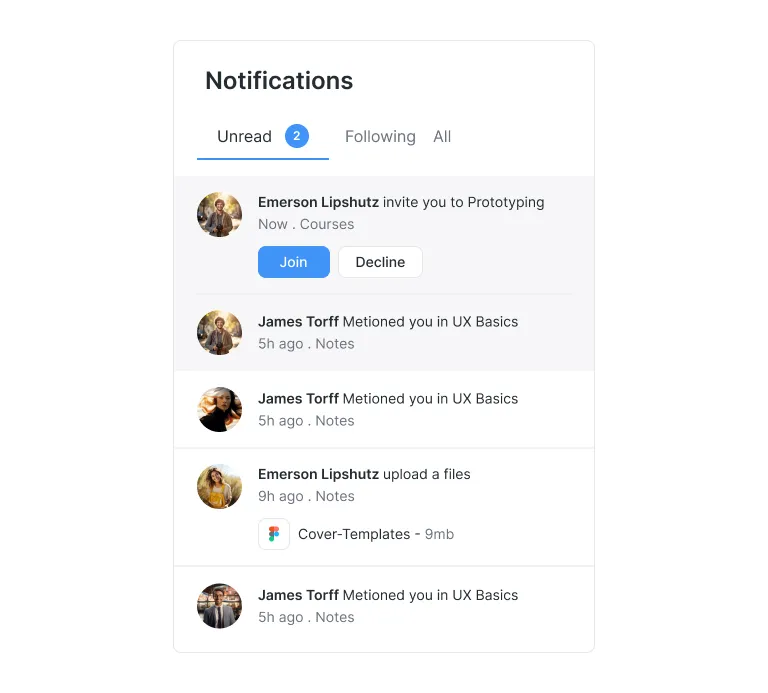 Notifications
Unread 2 Following All
Emerson Lipshutz invite you to Prototyping
Now . Courses
Join Decline
James Torff Metioned you in UX Basics
5h ago . Notes
James Torff Metioned you in UX Basics
5h ago . Notes
Emerson Lipshutz upload a files
9h ago . Notes
Cover-Templates - 9mb
James Torff Metioned you in UX Basics
5h ago . Notes